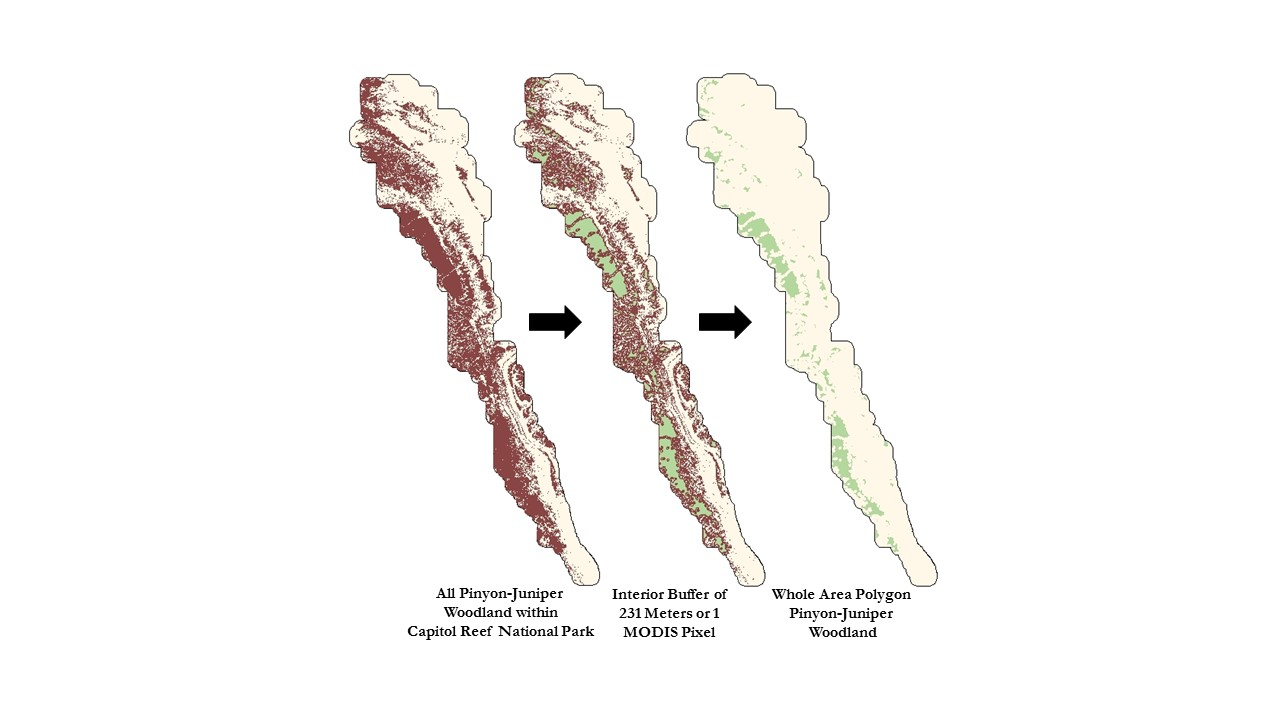 All Pinyon-Juniper
Woodland within
Capitol Reef National Park
Interior Buffer of
231 Meters or 1
MODIS Pixel
Whole Area Polygon
Pinyon-Juniper
Woodland